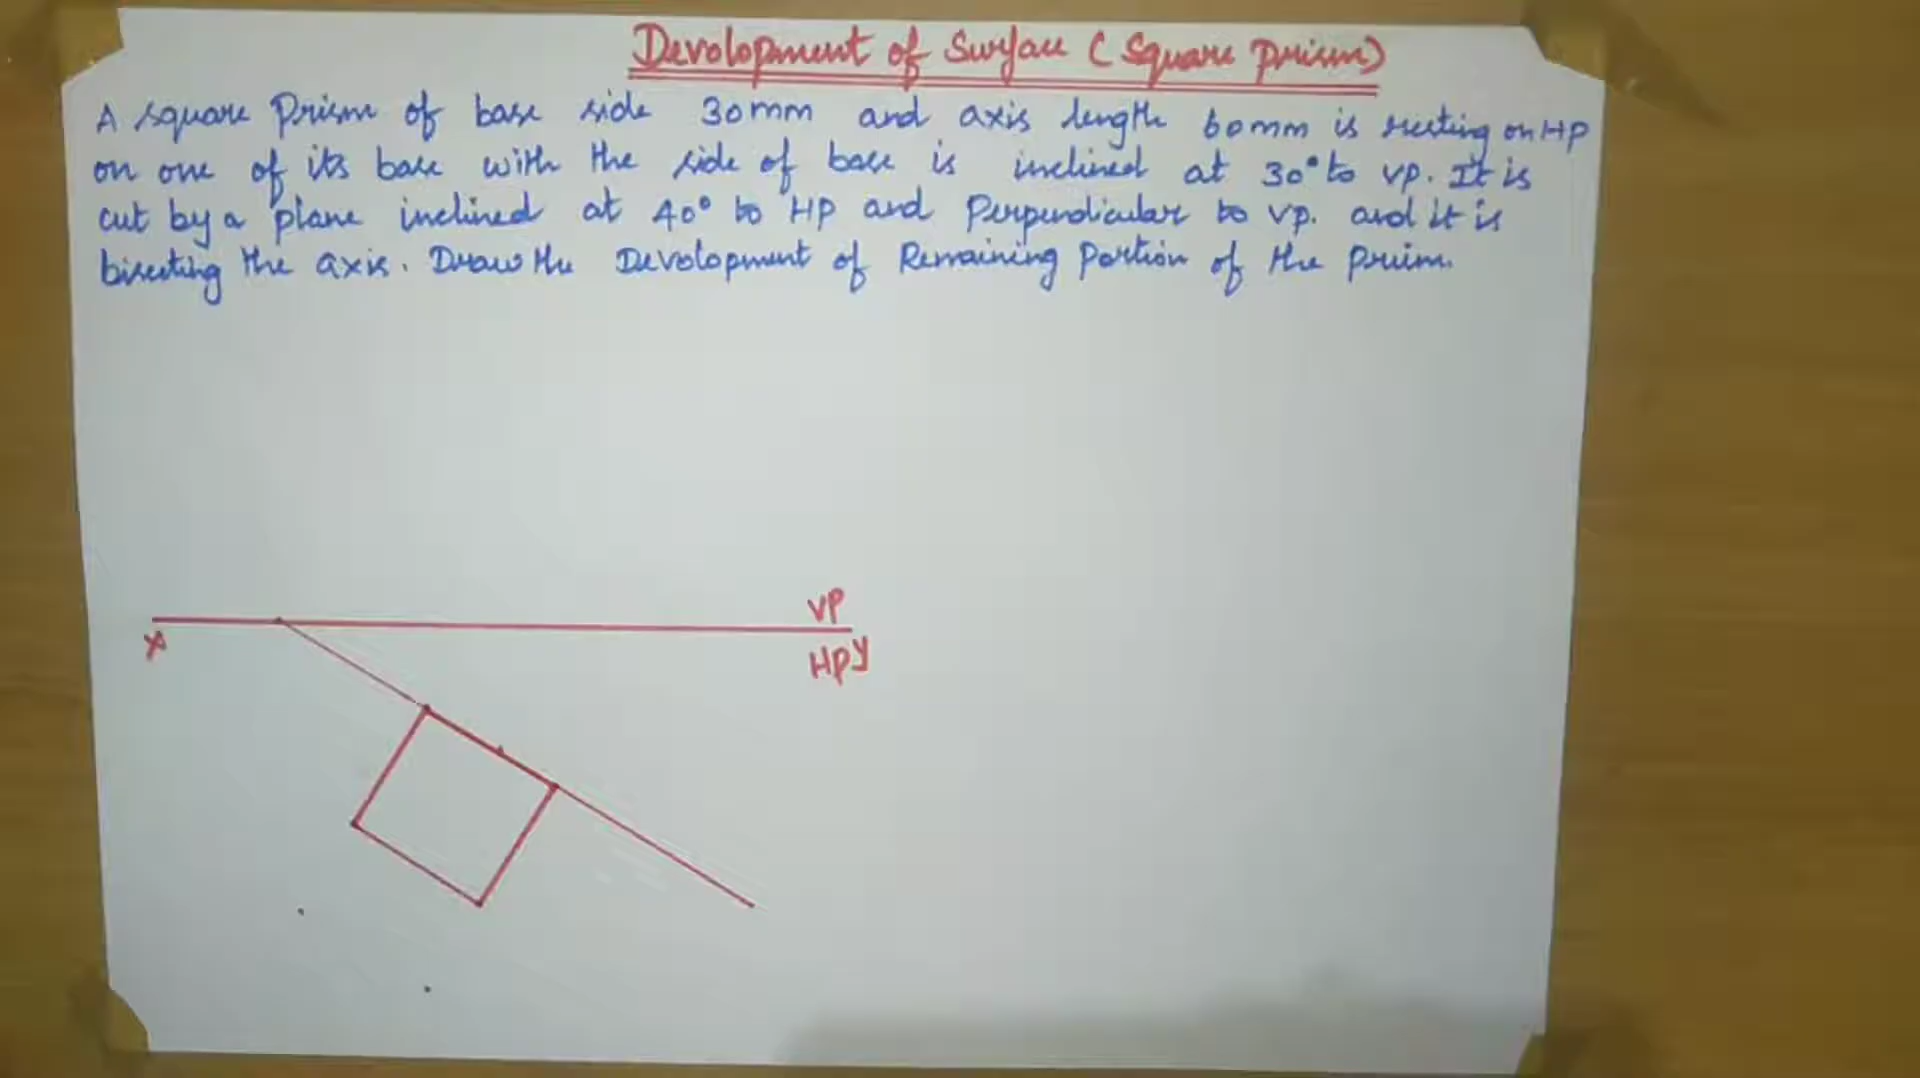 Devolopment of Surface (Square Prism)
A square Prism of base side 30mm and axis length 60mm is resting on HP
on one of its base with the side of base is inclined at 30° to VP. It is
cut by a plane inclined at 40° to HP and Perpendicular to VP. and it is
bisecting the axis. Draw the Devolopment of Remaining Portion of the Prism.
VP
X
HP Y